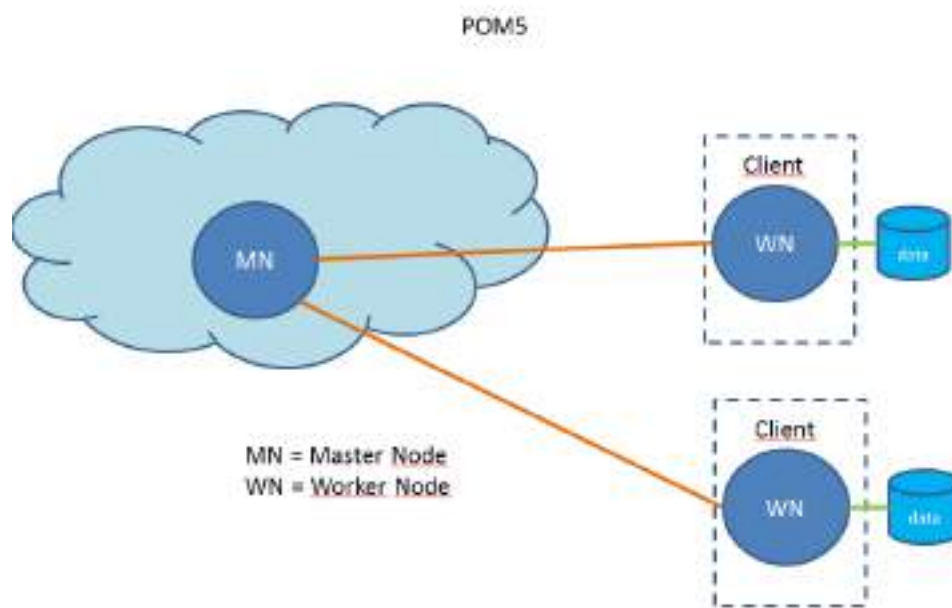 POM5
Client
MN
WN
data
Client
MN = Master Node
WN = Worker Node
WN
data